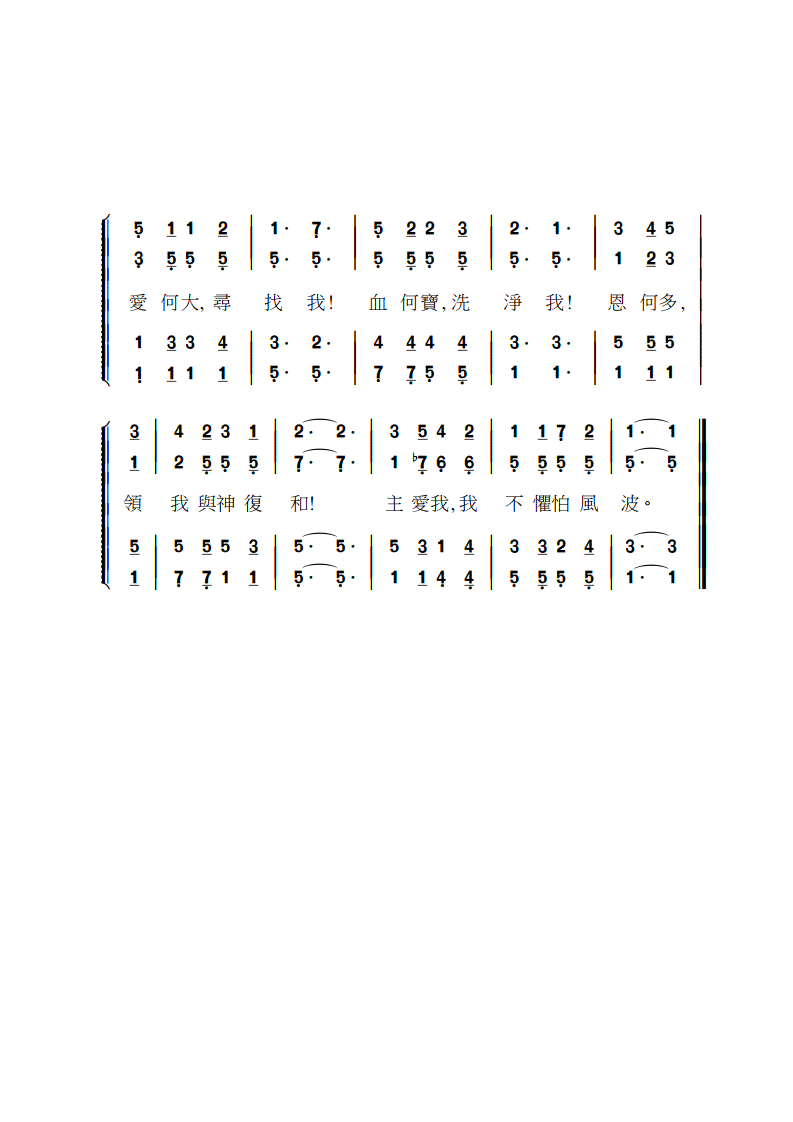 5 1 1 2 | 1· 7· | 5 2 2 3 | 2· 1· | 3 4 5 |
3 5 5 5 | 5· 5· | 5 5 5 5 | 5· 5· | 1 2 3 |
愛 何大, 尋 找 我! 血 何寶, 洗 淨 我! 恩 何多,
1 3 3 4 | 3· 2· | 4 4 4 4 | 3· 3· | 5 5 5 |
1 1 1 1 | 5· 5· | 7 7 5 5 | 1 1· | 1 1 1 |
3 | 4 2 3 1 | 2· 2· | 3 5 4 2 | 1 1 7 2 | 1· 1 ‖
1 | 2 5 5 5 | 7· 7· | 1 ♭7 6 6 | 5 5 5 5 | 5· 5 ‖
領 我 與神 復 和! 主 愛我, 我 不 懼怕 風 波。
5 | 5 5 5 3 | 5· 5· | 5 3 1 4 | 3 3 2 4 | 3· 3 ‖
1 | 7 7 1 1 | 5· 5· | 1 1 4 4 | 5 5 5 5 | 1· 1 ‖